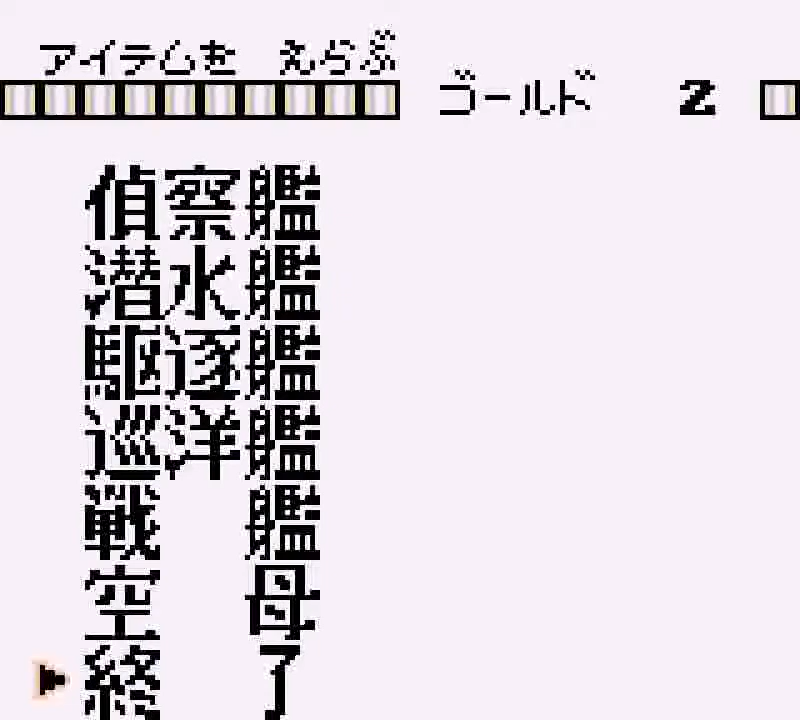 アイテムを えらぶ
ゴールド 2
偵察艦
潜水艦
駆逐艦
巡洋艦
戦 艦
空 母
終 了